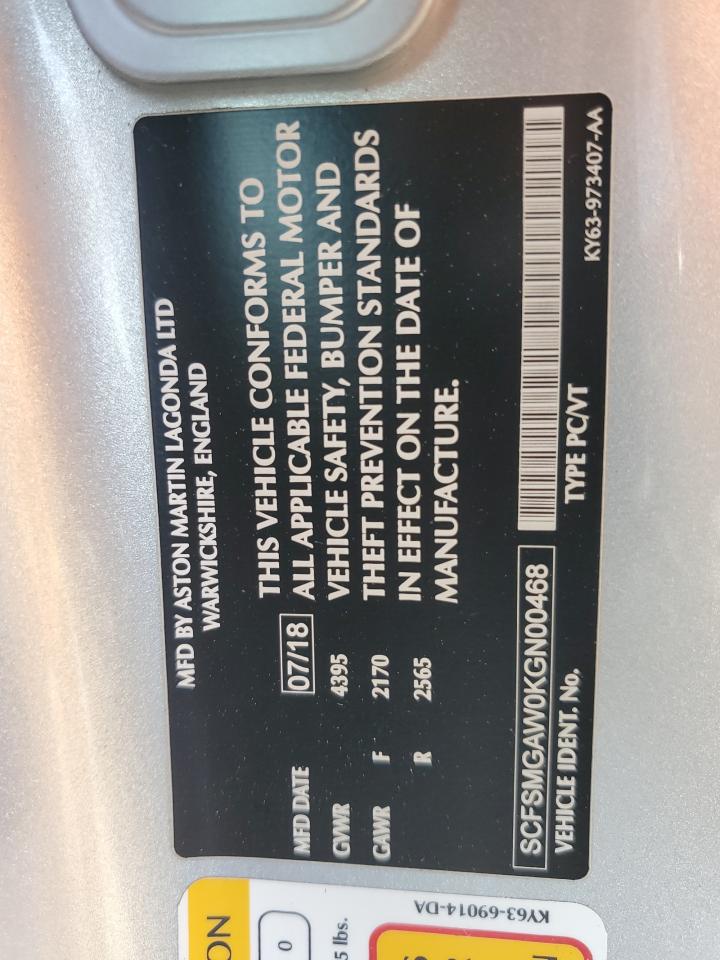 MFD BY ASTON MARTIN LAGONDA LTD
WARWICKSHIRE, ENGLAND
MFD DATE 07/18
GVWR 4395
GAWR F 2170
R 2565
THIS VEHICLE CONFORMS TO
ALL APPLICABLE FEDERAL MOTOR
VEHICLE SAFETY, BUMPER AND
THEFT PREVENTION STANDARDS
IN EFFECT ON THE DATE OF
MANUFACTURE.
SCFSMGAW0KGN00468
VEHICLE IDENT. No.
TYPE PC/VT
KY63-973407-AA
KY63-69014-DA
0
5 lbs.